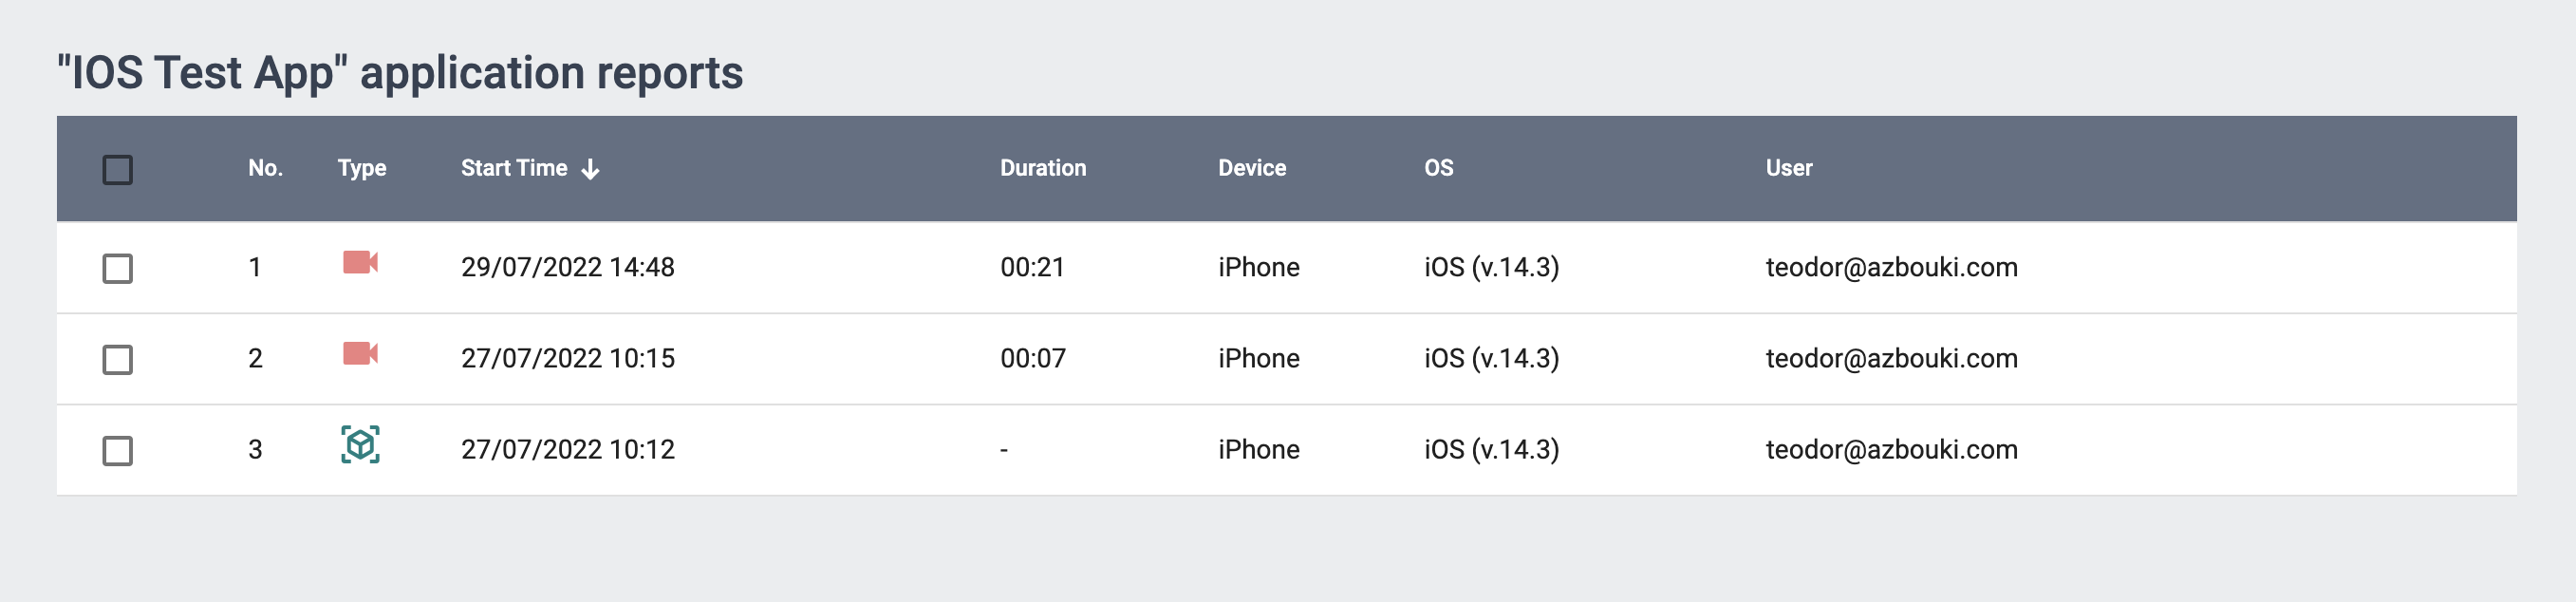 "IOS Test App" application reports
No. Type Start Time Duration Device OS User
1 29/07/2022 14:48 00:21 iPhone iOS (v.14.3) teodor@azbouki.com
2 27/07/2022 10:15 00:07 iPhone iOS (v.14.3) teodor@azbouki.com
3 27/07/2022 10:12 - iPhone iOS (v.14.3) teodor@azbouki.com